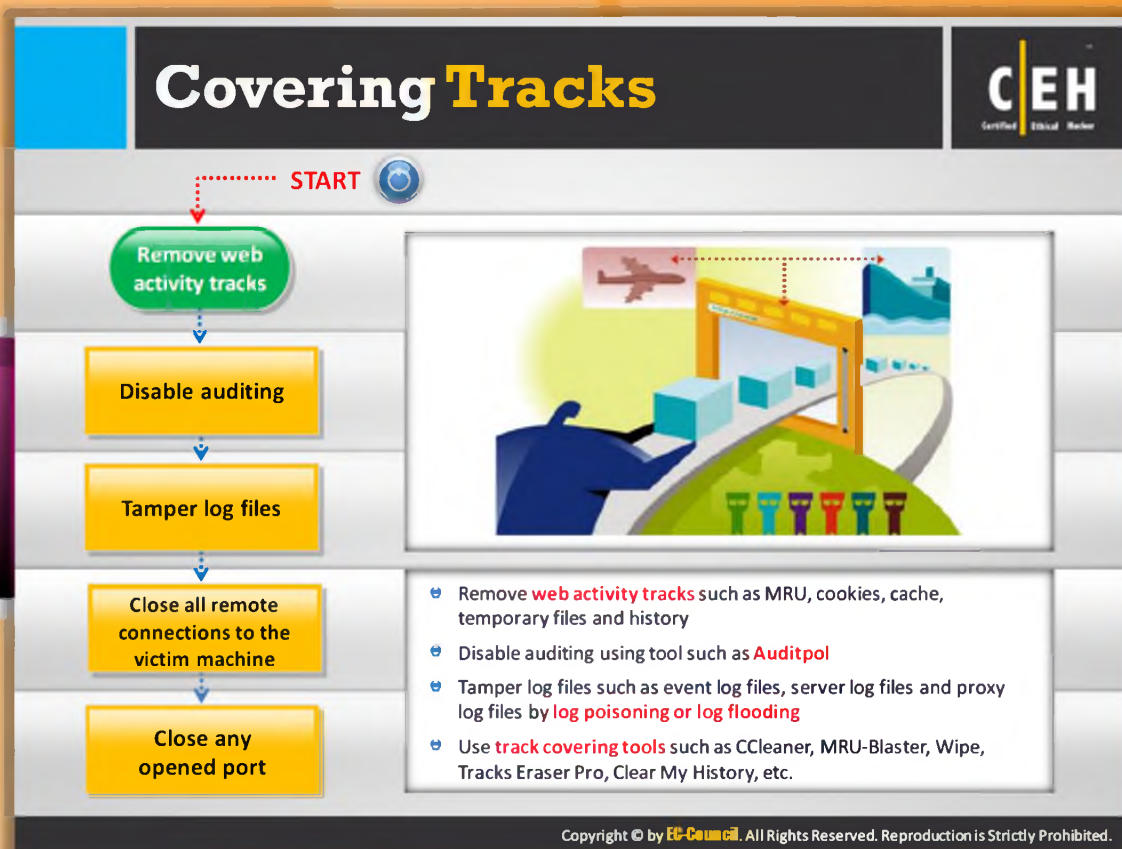 Covering Tracks
C|EH
Certified Ethical Hacker
START
Remove web
activity tracks
Disable auditing
Tamper log files
Close all remote
connections to the
victim machine
Close any
opened port
Remove web activity tracks such as MRU, cookies, cache,
temporary files and history
Disable auditing using tool such as Auditpol
Tamper log files such as event log files, server log files and proxy
log files by log poisoning or log flooding
Use track covering tools such as CCleaner, MRU-Blaster, Wipe,
Tracks Eraser Pro, Clear My History, etc.
Copyright © by EC-Council. All Rights Reserved. Reproduction is Strictly Prohibited.